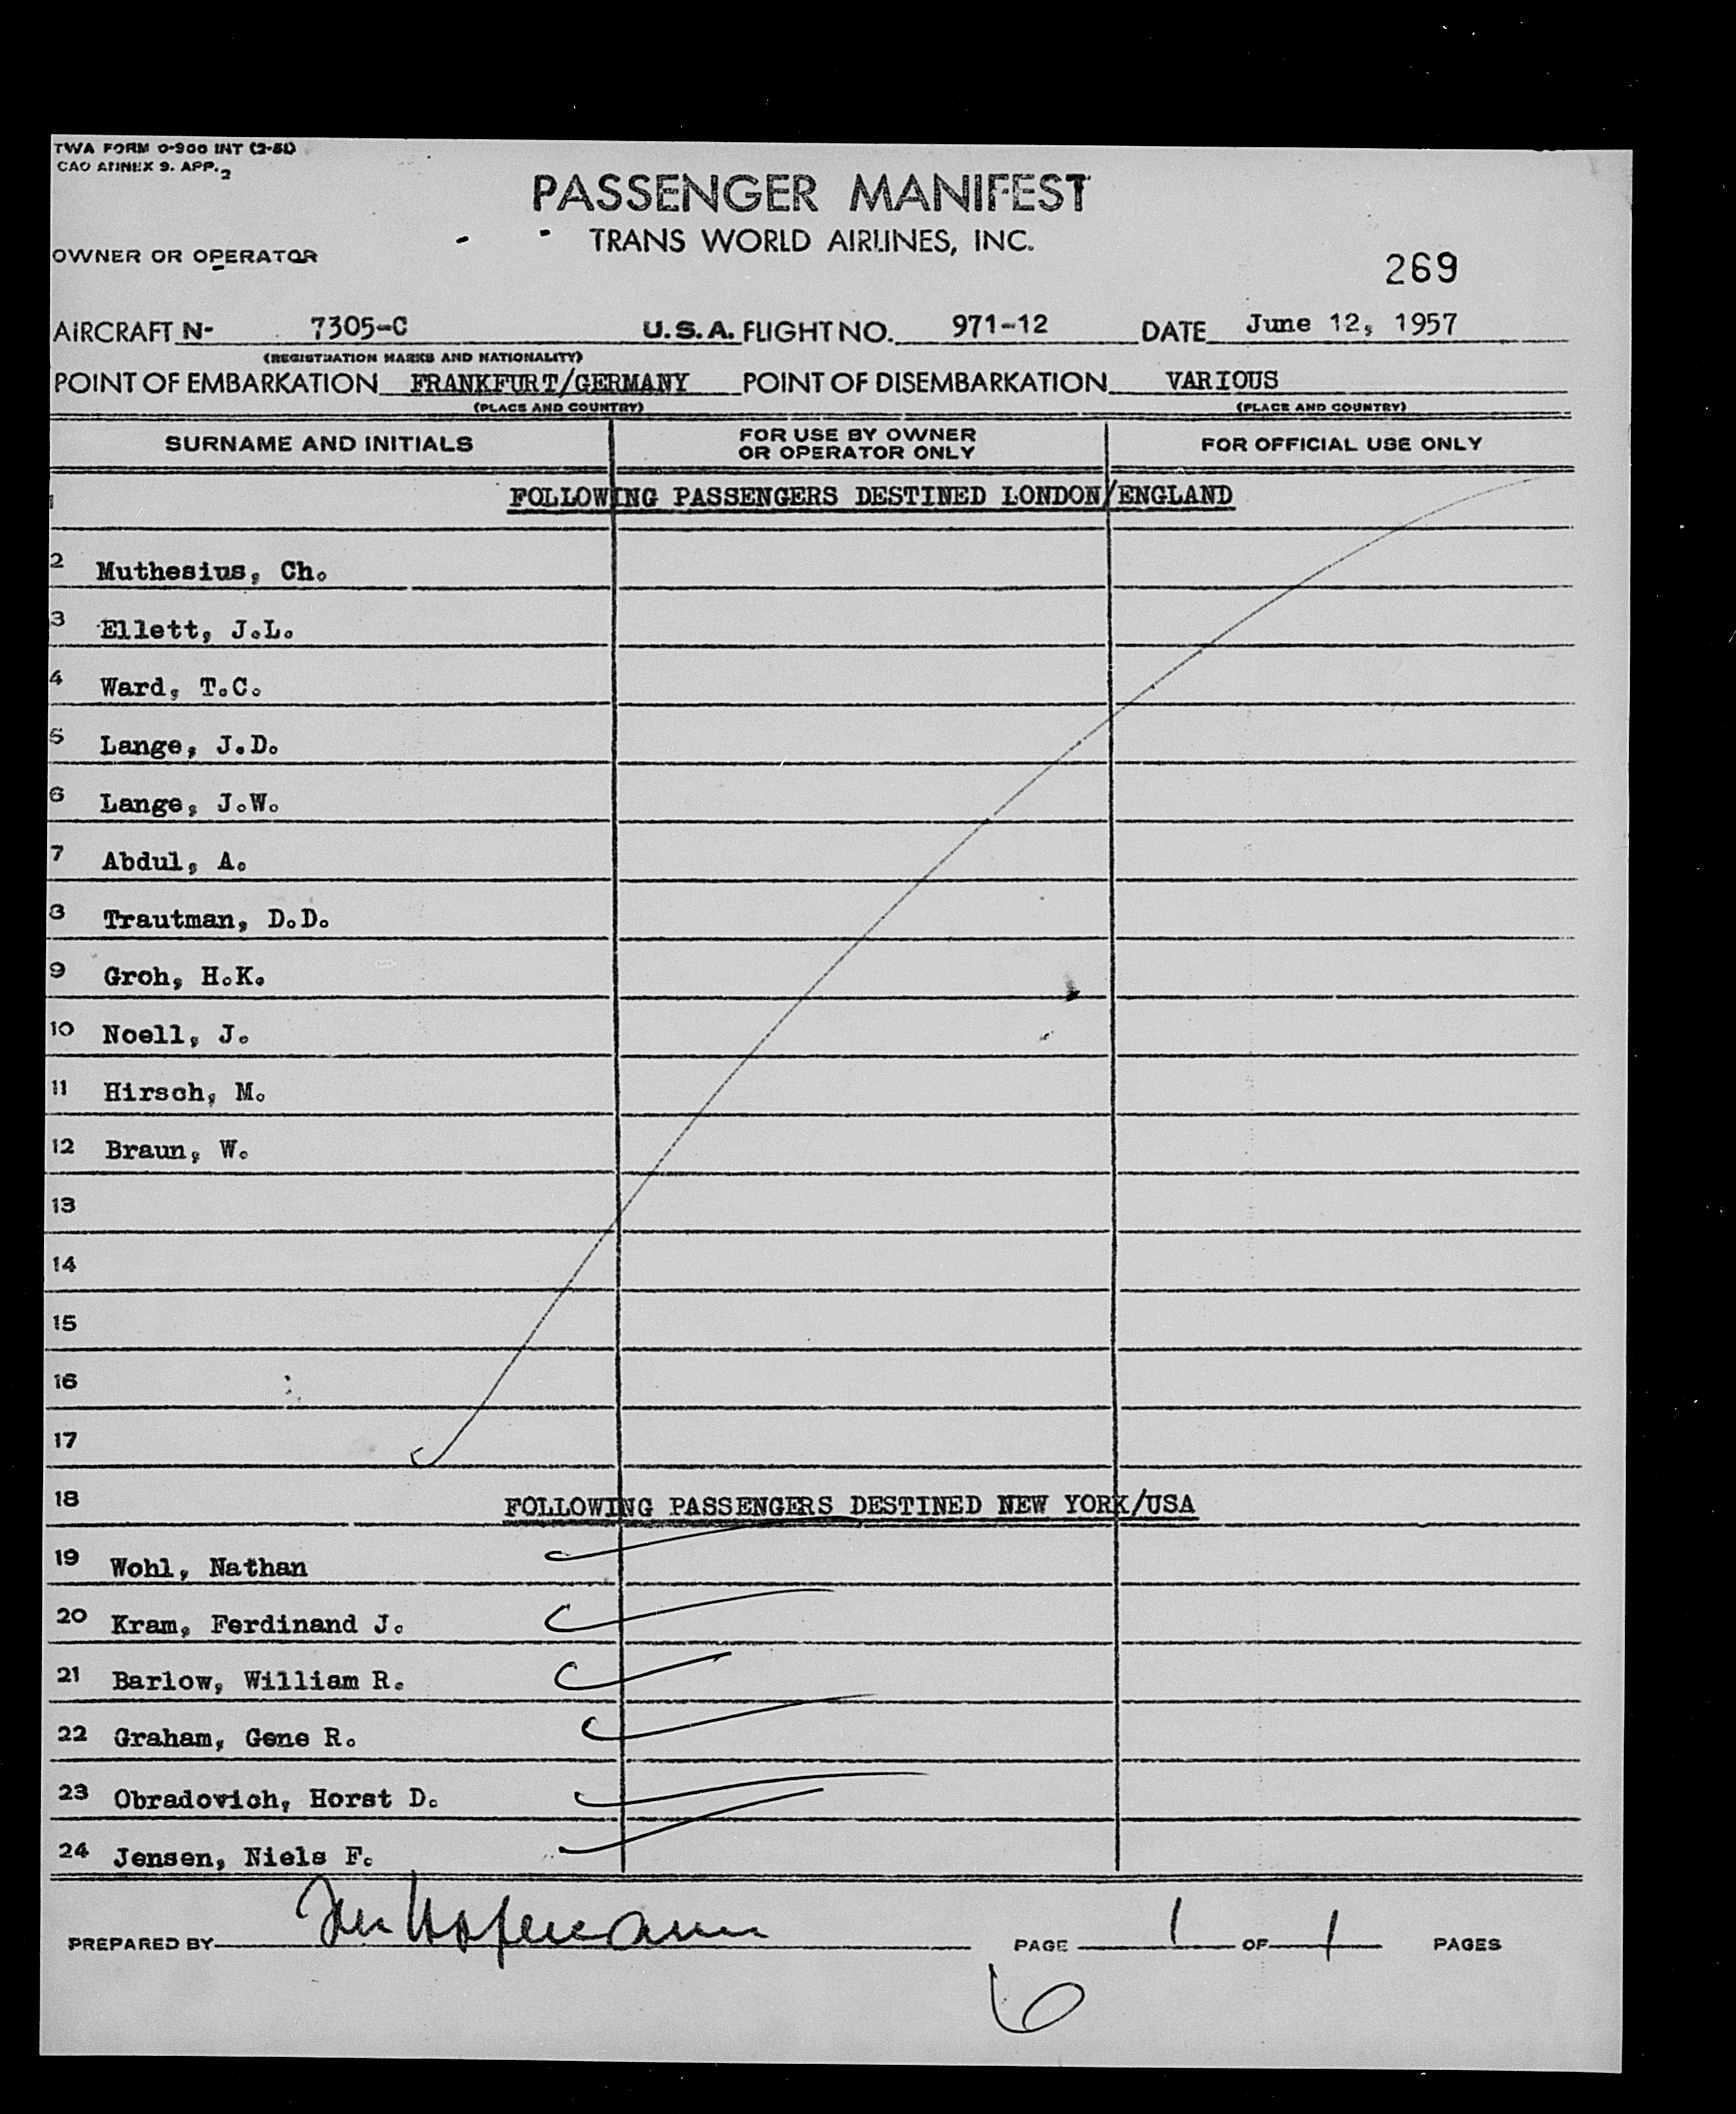 TWA FORM 0-900 INT (2-51)
CAO ANNEX 9. APP. 2
PASSENGER MANIFEST
TRANS WORLD AIRLINES, INC.
OWNER OR OPERATOR
269
AIRCRAFT N- 7305-C U.S.A. FLIGHT NO. 971-12 DATE June 12, 1957
(REGISTRATION MARKS AND NATIONALITY)
POINT OF EMBARKATION FRANKFURT/GERMANY POINT OF DISEMBARKATION VARIOUS
(PLACE AND COUNTRY) (PLACE AND COUNTRY)
SURNAME AND INITIALS FOR USE BY OWNER OR OPERATOR ONLY FOR OFFICIAL USE ONLY
1 FOLLOWING PASSENGERS DESTINED LONDON/ENGLAND
2 Muthesius, Ch.
3 Ellett, J.L.
4 Ward, T.C.
5 Lange, J.D.
6 Lange, J.W.
7 Abdul, A.
8 Trautman, D.D.
9 Groh, H.K.
10 Noell, J.
11 Hirsch, M.
12 Braun, W.
13
14
15
16
17
18 FOLLOWING PASSENGERS DESTINED NEW YORK/USA
19 Wohl, Nathan
20 Kram, Ferdinand J.
21 Barlow, William R.
22 Graham, Gene R.
23 Obradovich, Horst D.
24 Jensen, Niels F.
PREPARED BY PAGE 1 OF 1 PAGES
6